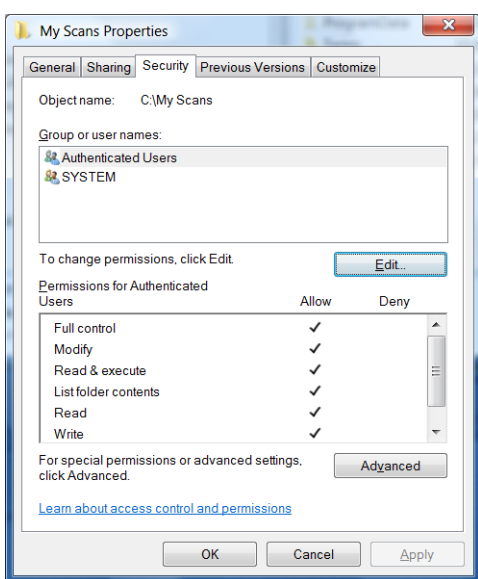 My Scans Properties
General Sharing Security Previous Versions Customize
Object name: C:\My Scans
Group or user names:
Authenticated Users
SYSTEM
To change permissions, click Edit.
Edit...
Permissions for Authenticated
Users Allow Deny
Full control
Modify
Read & execute
List folder contents
Read
Write
For special permissions or advanced settings,
click Advanced.
Advanced
Learn about access control and permissions
OK Cancel Apply